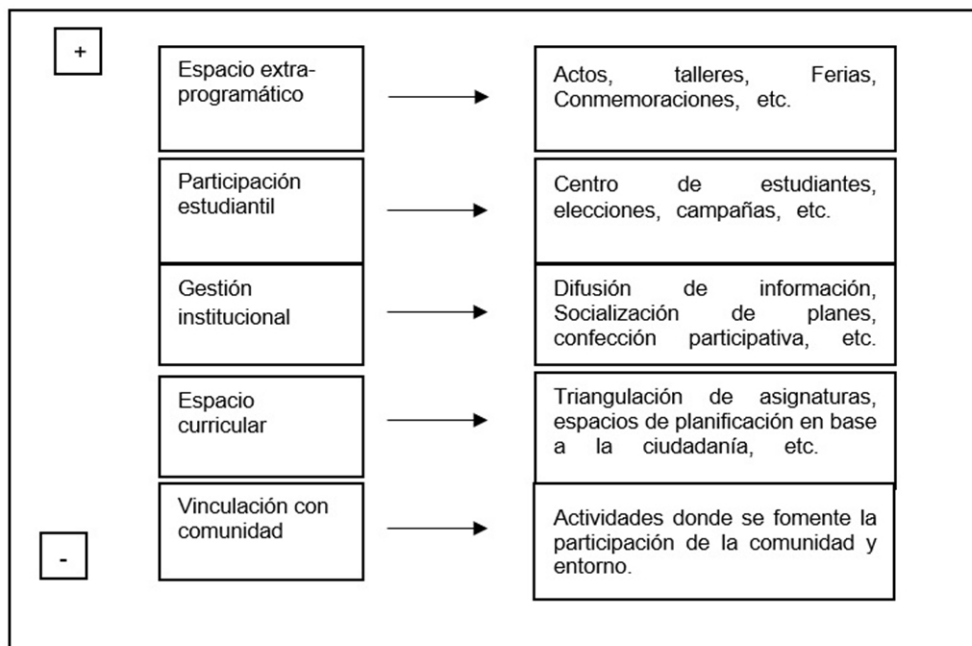 +
Espacio extra-
programático
Actos, talleres, Ferias,
Conmemoraciones, etc.
Participación
estudiantil
Centro de estudiantes,
elecciones, campañas, etc.
Gestión
institucional
Difusión de información,
Socialización de planes,
confección participativa, etc.
Espacio
curricular
Triangulación de asignaturas,
espacios de planificación en base
a la ciudadanía, etc.
Vinculación con
comunidad
Actividades donde se fomente la
participación de la comunidad y
entorno.
-